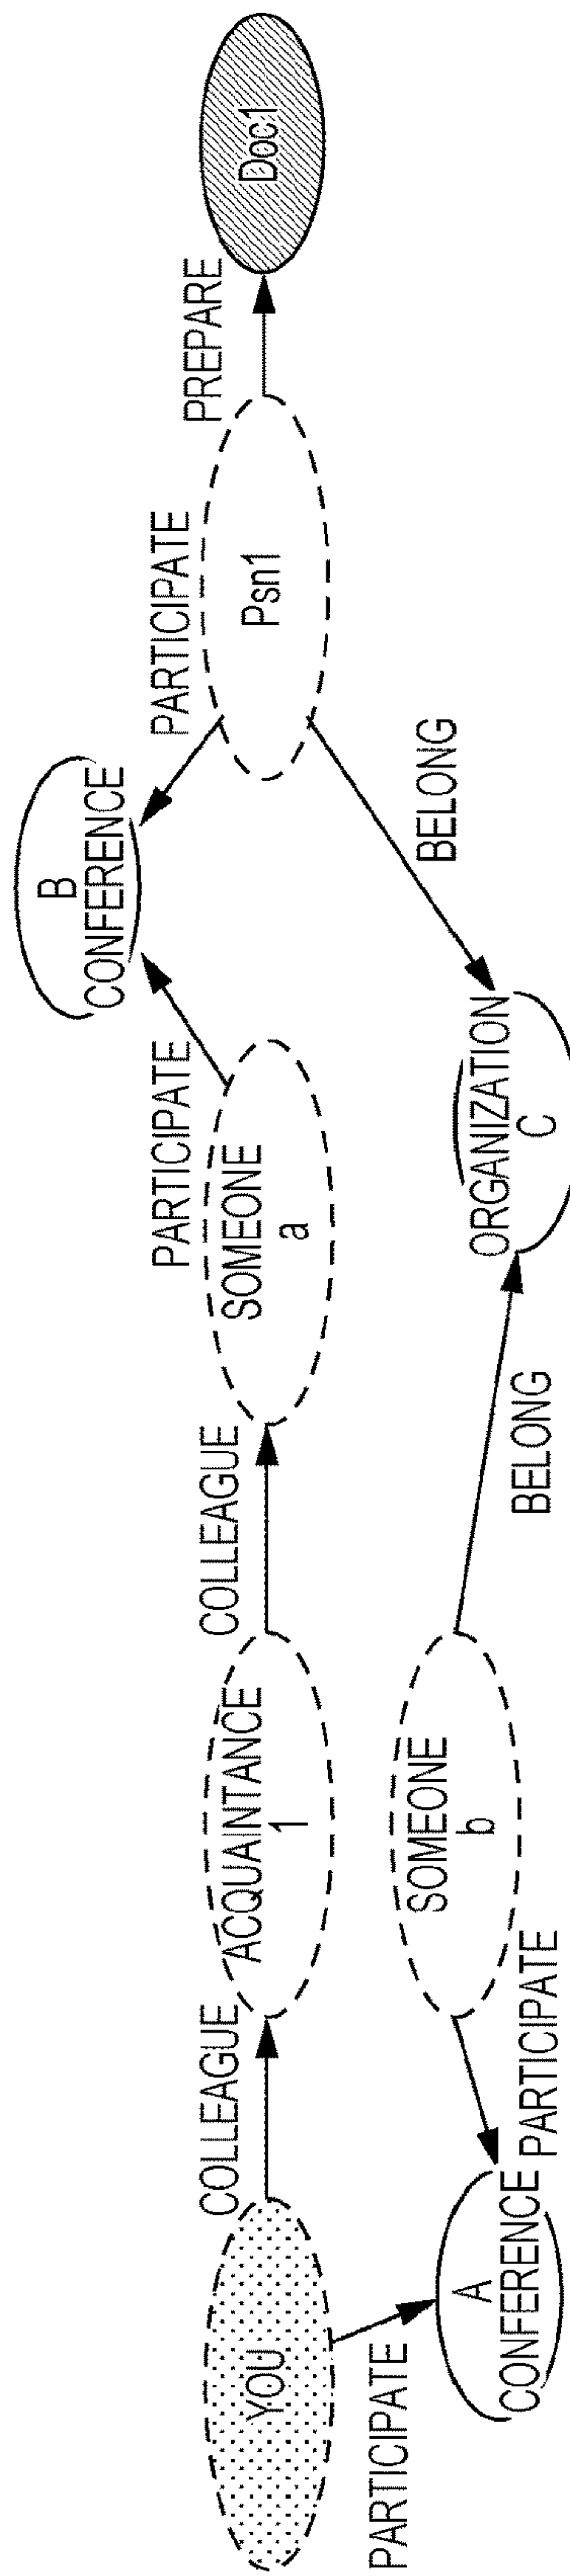 YOU
COLLEAGUE
ACQUAINTANCE
1
COLLEAGUE
SOMEONE
a
PARTICIPATE
B
CONFERENCE
PARTICIPATE
Psn1
PREPARE
Doc1
PARTICIPATE
A
CONFERENCE
PARTICIPATE
SOMEONE
b
BELONG
ORGANIZATION
C
BELONG